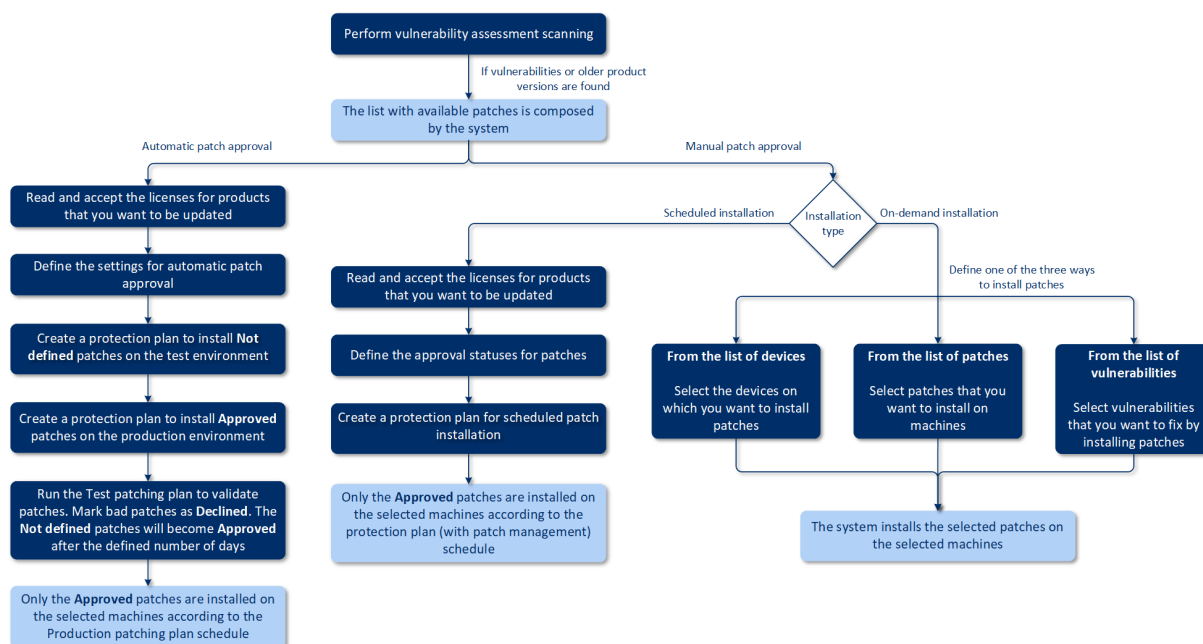 Perform vulnerability assessment scanning
If vulnerabilities or older product
versions are found
The list with available patches is composed
by the system
Automatic patch approval
Manual patch approval
Read and accept the licenses for products
that you want to be updated
Define the settings for automatic patch
approval
Create a protection plan to install Not
defined patches on the test environment
Create a protection plan to install Approved
patches on the production environment
Run the Test patching plan to validate
patches. Mark bad patches as Declined. The
Not defined patches will become Approved
after the defined number of days
Only the Approved patches are installed on
the selected machines according to the
Production patching plan schedule
Installation
type
Scheduled installation
On-demand installation
Read and accept the licenses for products
that you want to be updated
Define the approval statuses for patches
Create a protection plan for scheduled patch
installation
Only the Approved patches are installed on
the selected machines according to the
protection plan (with patch management)
schedule
Define one of the three ways
to install patches
From the list of devices
Select the devices on
which you want to install
patches
From the list of patches
Select patches that you
want to install on
machines
From the list of
vulnerabilities
Select vulnerabilities
that you want to fix by
installing patches
The system installs the selected patches on
the selected machines